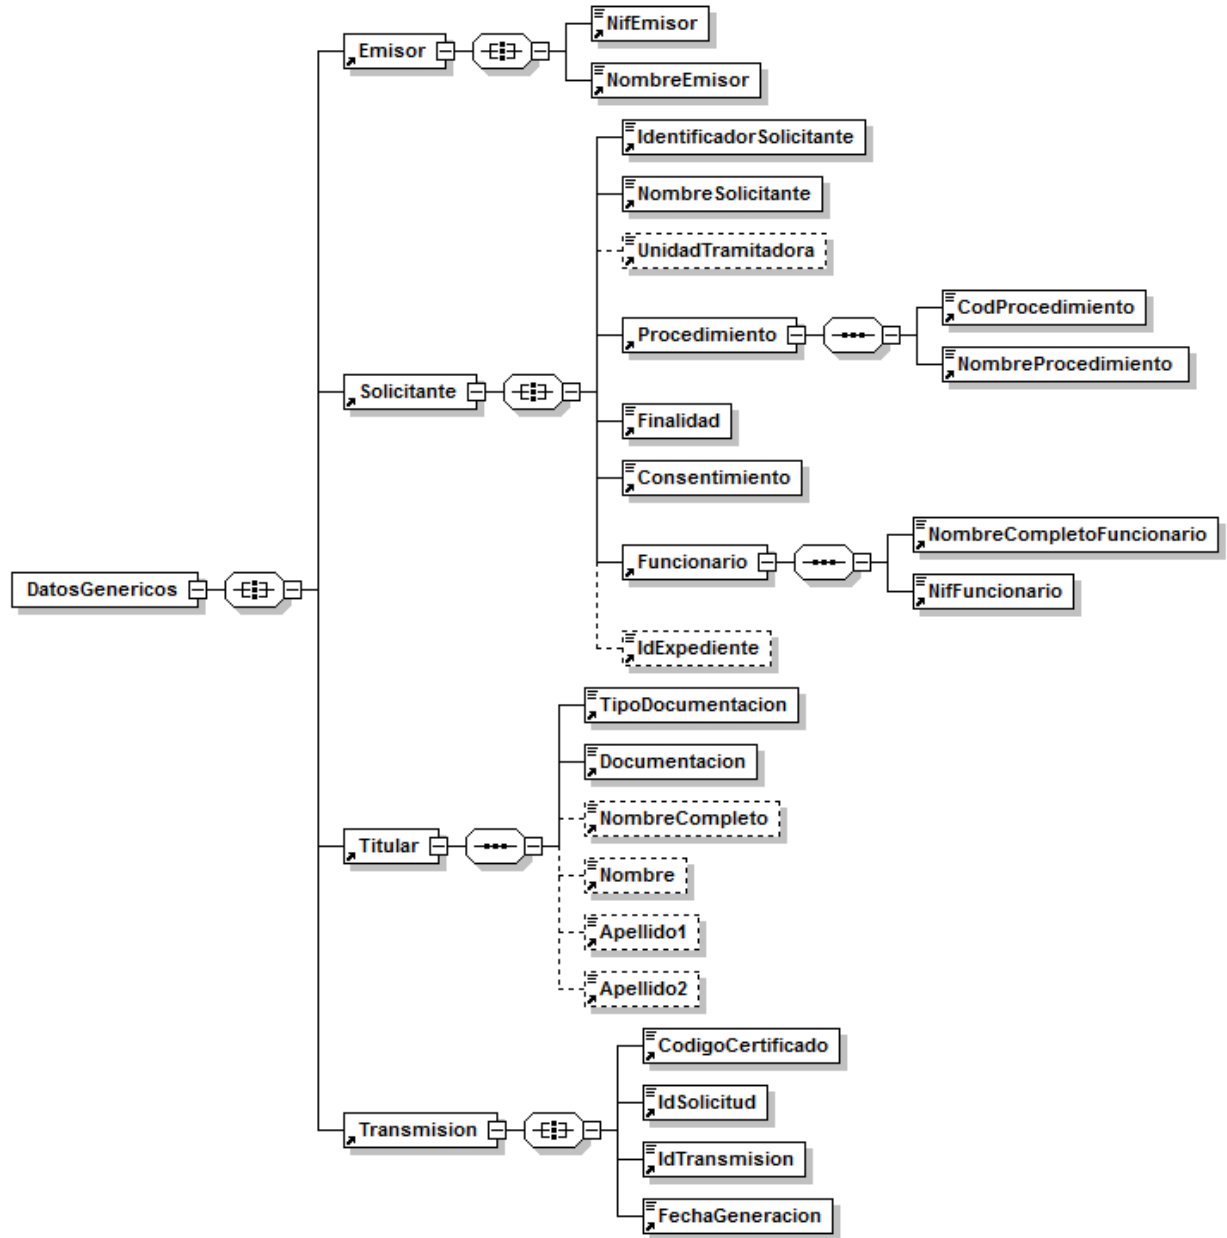 Emisor
NifEmisor
NombreEmisor
IdentificadorSolicitante
NombreSolicitante
UnidadTramitadora
Procedimiento
CodProcedimiento
NombreProcedimiento
Solicitante
Finalidad
Consentimiento
Funcionario
NombreCompletoFuncionario
NifFuncionario
DatosGenericos
IdExpediente
TipoDocumentacion
Documentacion
NombreCompleto
Titular
Nombre
Apellido1
Apellido2
CodigoCertificado
IdSolicitud
Transmision
IdTransmision
FechaGeneracion